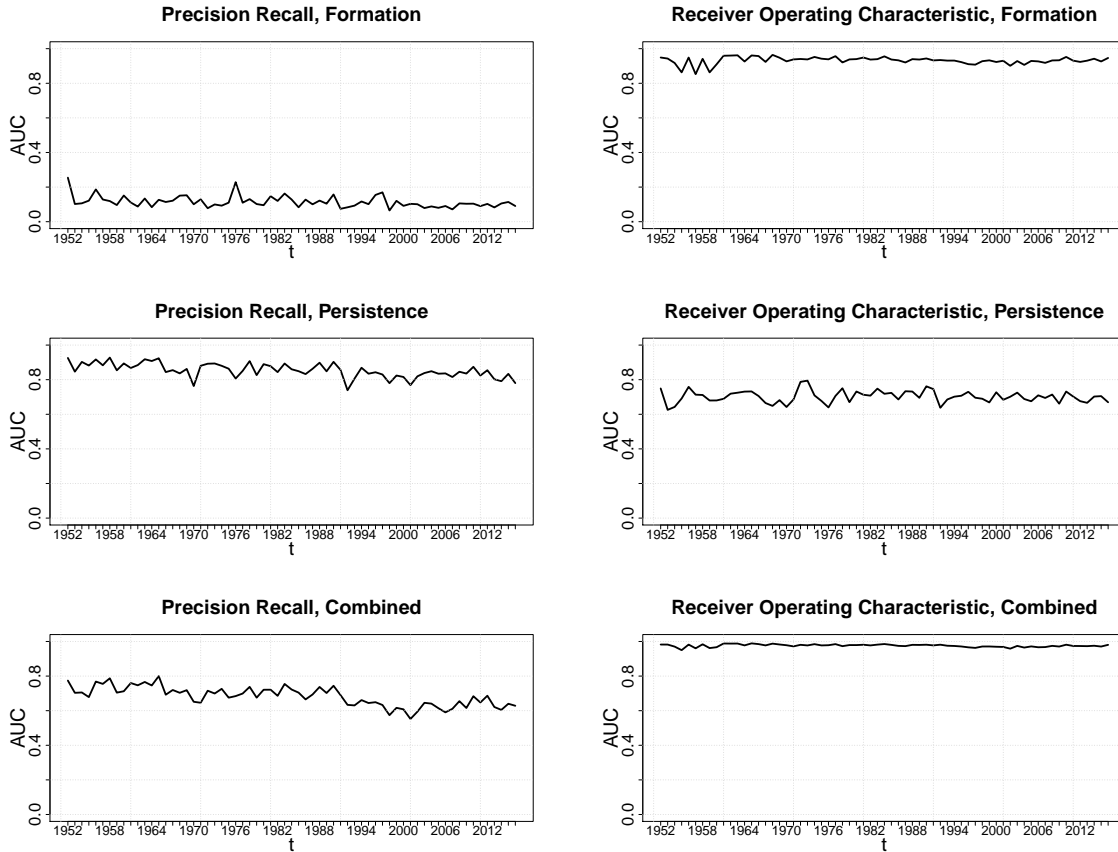 Precision Recall, Formation
AUC
0.0 0.4 0.8
1952 1958 1964 1970 1976 1982 1988 1994 2000 2006 2012
t
Receiver Operating Characteristic, Formation
AUC
0.0 0.4 0.8
1952 1958 1964 1970 1976 1982 1988 1994 2000 2006 2012
t
Precision Recall, Persistence
AUC
0.0 0.4 0.8
1952 1958 1964 1970 1976 1982 1988 1994 2000 2006 2012
t
Receiver Operating Characteristic, Persistence
AUC
0.0 0.4 0.8
1952 1958 1964 1970 1976 1982 1988 1994 2000 2006 2012
t
Precision Recall, Combined
AUC
0.0 0.4 0.8
1952 1958 1964 1970 1976 1982 1988 1994 2000 2006 2012
t
Receiver Operating Characteristic, Combined
AUC
0.0 0.4 0.8
1952 1958 1964 1970 1976 1982 1988 1994 2000 2006 2012
t